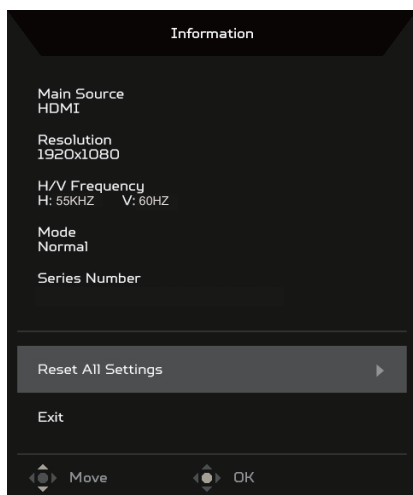 Information
Main Source
HDMI
Resolution
1920x1080
H/V Frequency
H: 55KHZ V: 60HZ
Mode
Normal
Series Number
Reset All Settings
Exit
Move OK